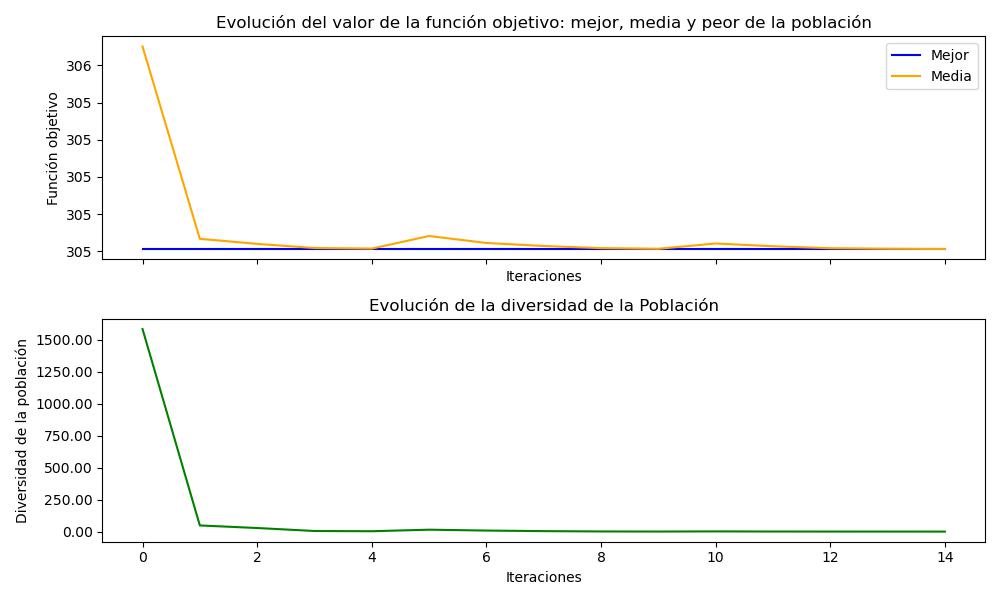 Evolución del valor de la función objetivo: mejor, media y peor de la población
Función objetivo
306
305
305
305
305
305
Mejor
Media
Iteraciones
Evolución de la diversidad de la Población
Diversidad de la población
1500.00
1250.00
1000.00
750.00
500.00
250.00
0.00
0 2 4 6 8 10 12 14
Iteraciones